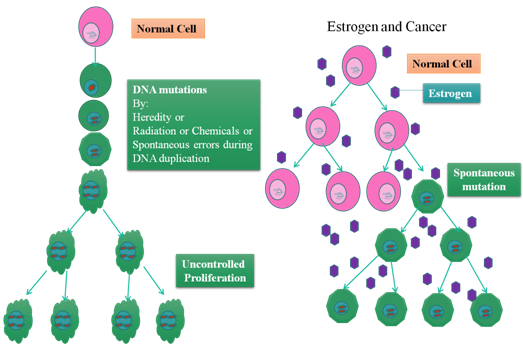 Normal Cell
DNA mutations
By:
Heredity or
Radiation or Chemicals or
Spontaneous errors during
DNA duplication
Uncontrolled
Proliferation
Estrogen and Cancer
Normal Cell
Estrogen
Spontaneous
mutation